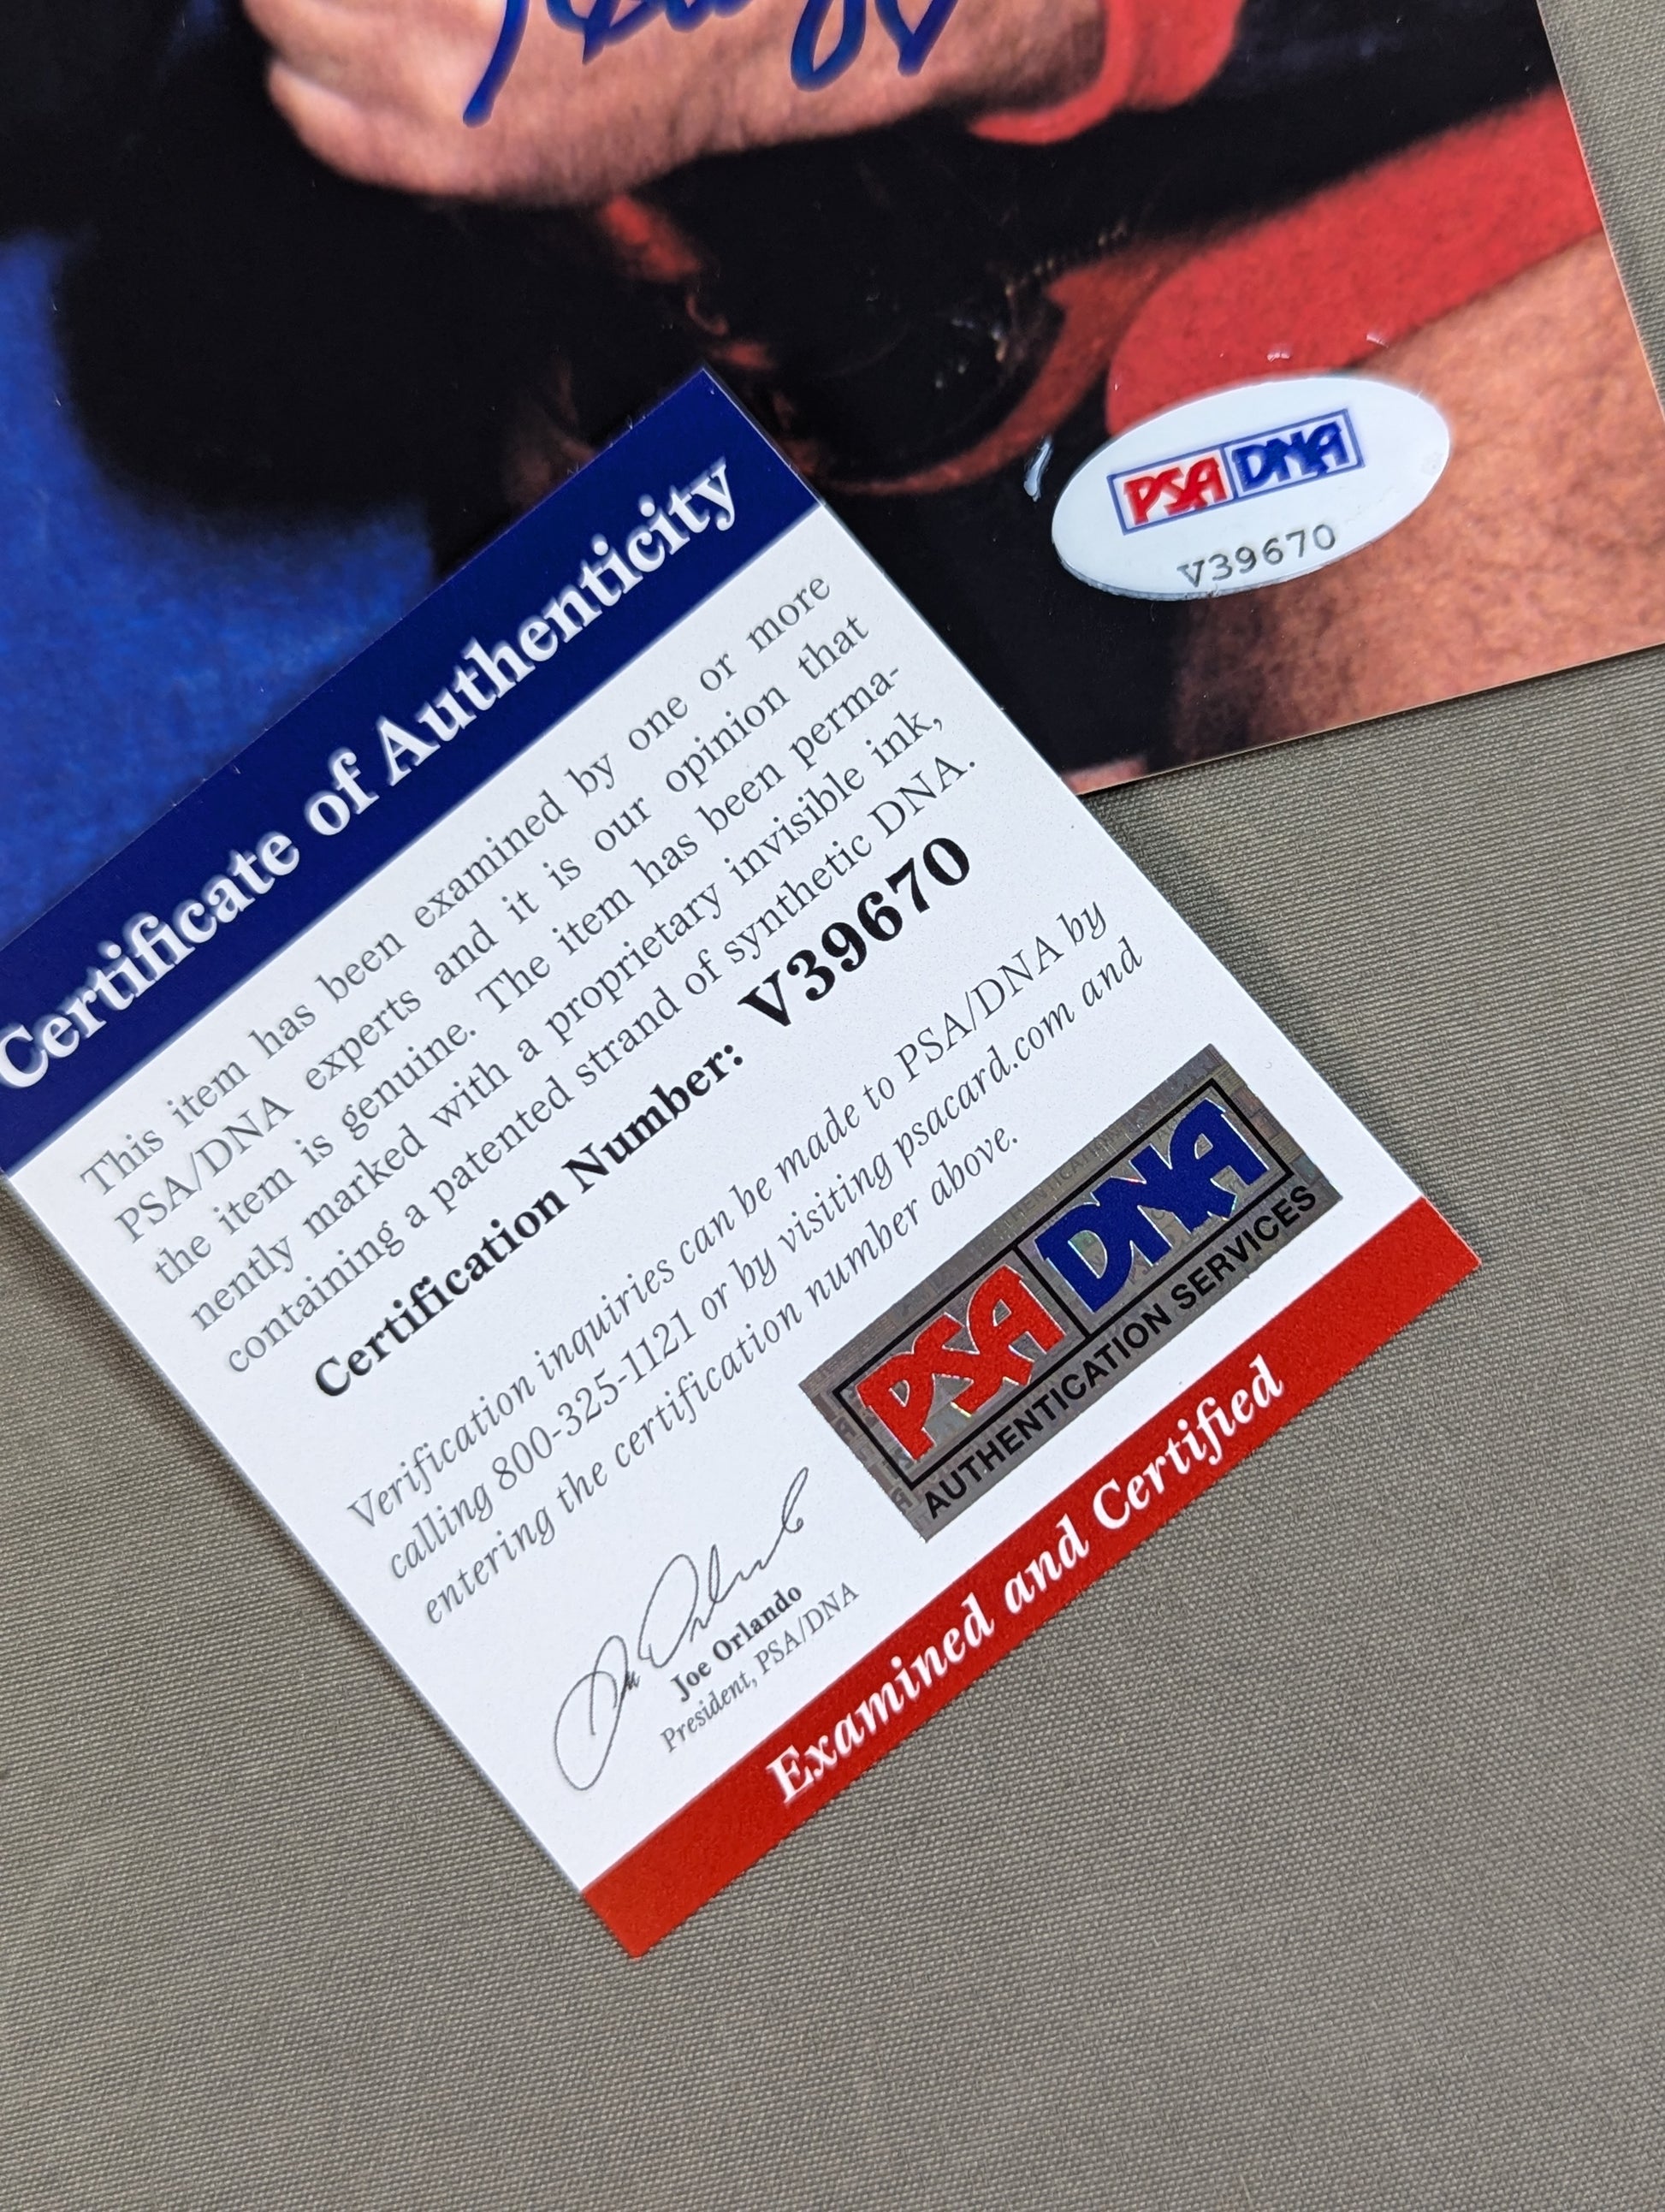 PSA DNA
V39670
Certificate of Authenticity
This item has been examined by one or more
PSA/DNA experts and it is our opinion that
the item is genuine. The item has been perma-
nently marked with a proprietary invisible ink,
containing a patented strand of synthetic DNA.
Certification Number: V39670
Verification inquiries can be made to PSA/DNA by
calling 800-325-1121 or by visiting psacard.com and
entering the certification number above.
PSA DNA
AUTHENTICATION SERVICES
Joe Orlando
President, PSA/DNA
Examined and Certified